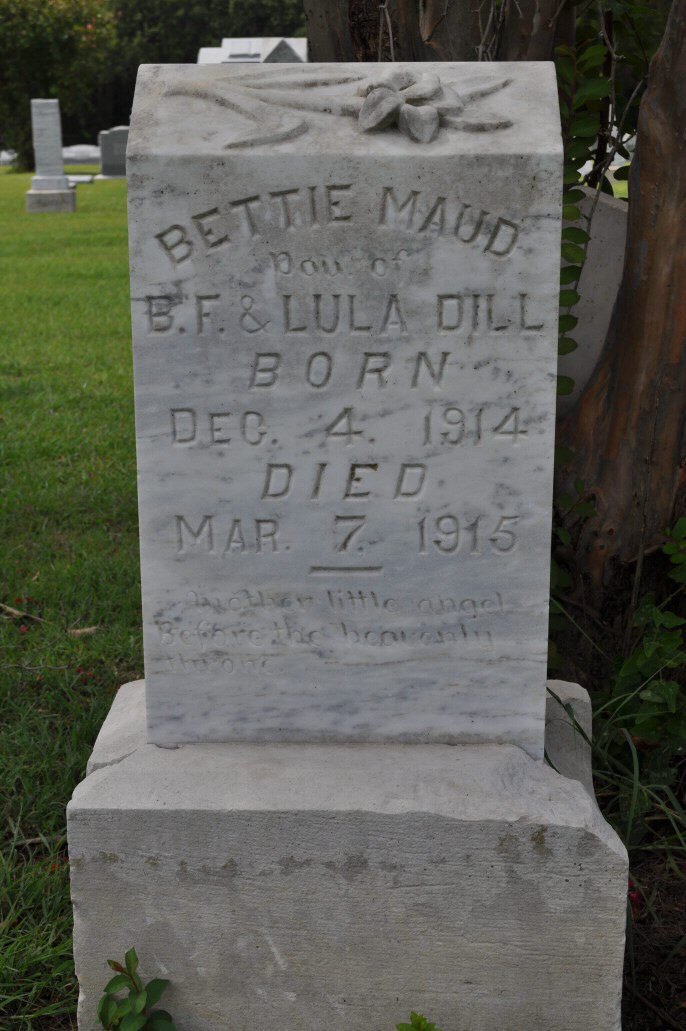 BETTIE MAUD
Dau. of
B.F. & LULA DILL
BORN
DEC. 4. 1914
DIED
MAR. 7. 1915
Another little angel
Before the heavenly
throne